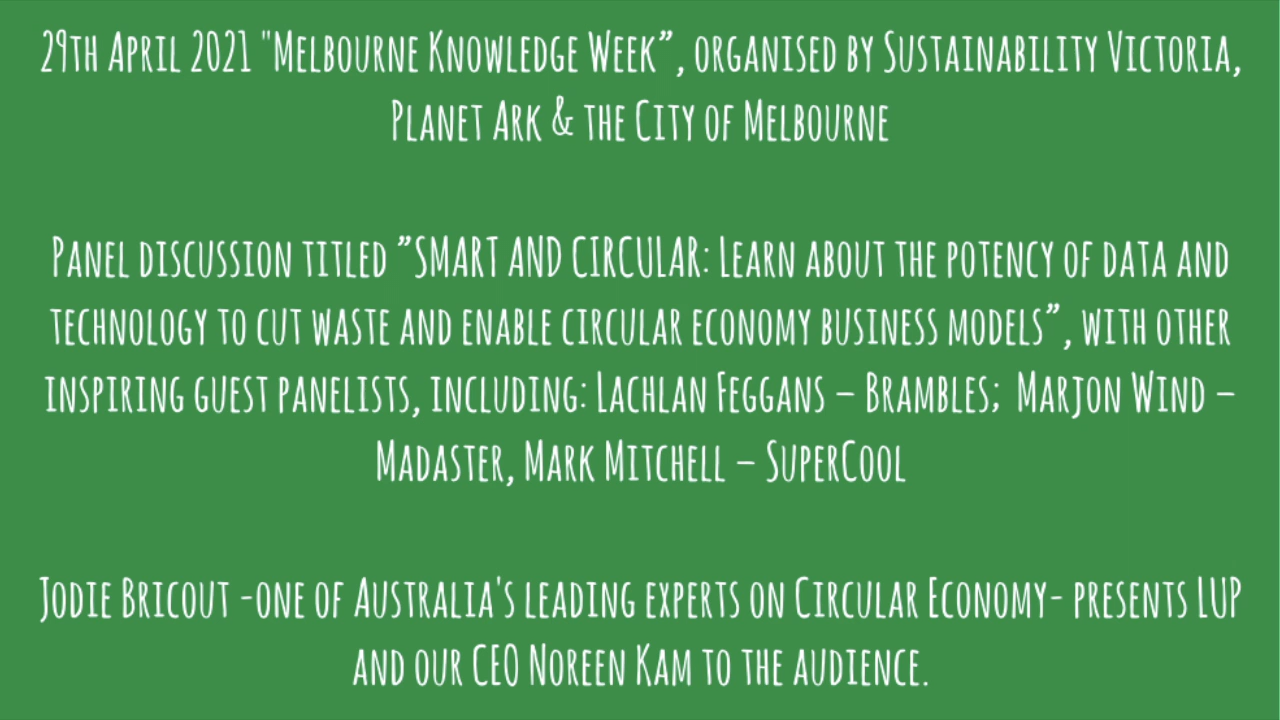 29th April 2021 "Melbourne Knowledge Week”, organised by Sustainability Victoria,
Planet Ark & the City of Melbourne
Panel discussion titled ”SMART AND CIRCULAR: Learn about the potency of data and
technology to cut waste and enable circular economy business models”, with other
inspiring guest panelists, including: Lachlan Feggans – Brambles; Marjon Wind –
Madaster, Mark Mitchell – SuperCool
Jodie Bricout -one of Australia's leading experts on Circular Economy- presents LUP
and our CEO Noreen Kam to the audience.